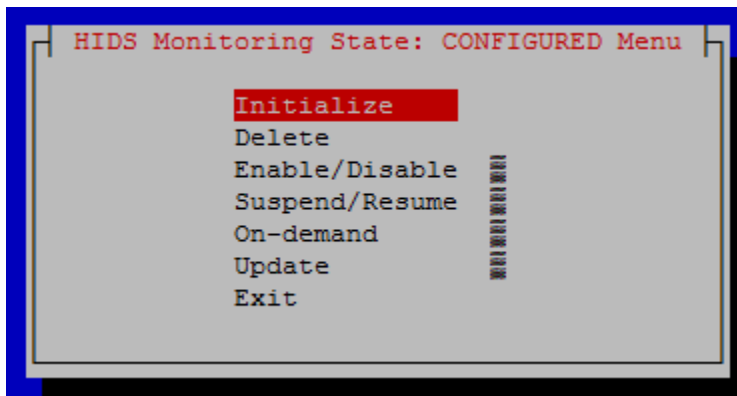 HIDS Monitoring State: CONFIGURED Menu
Initialize
Delete
Enable/Disable
Suspend/Resume
On-demand
Update
Exit